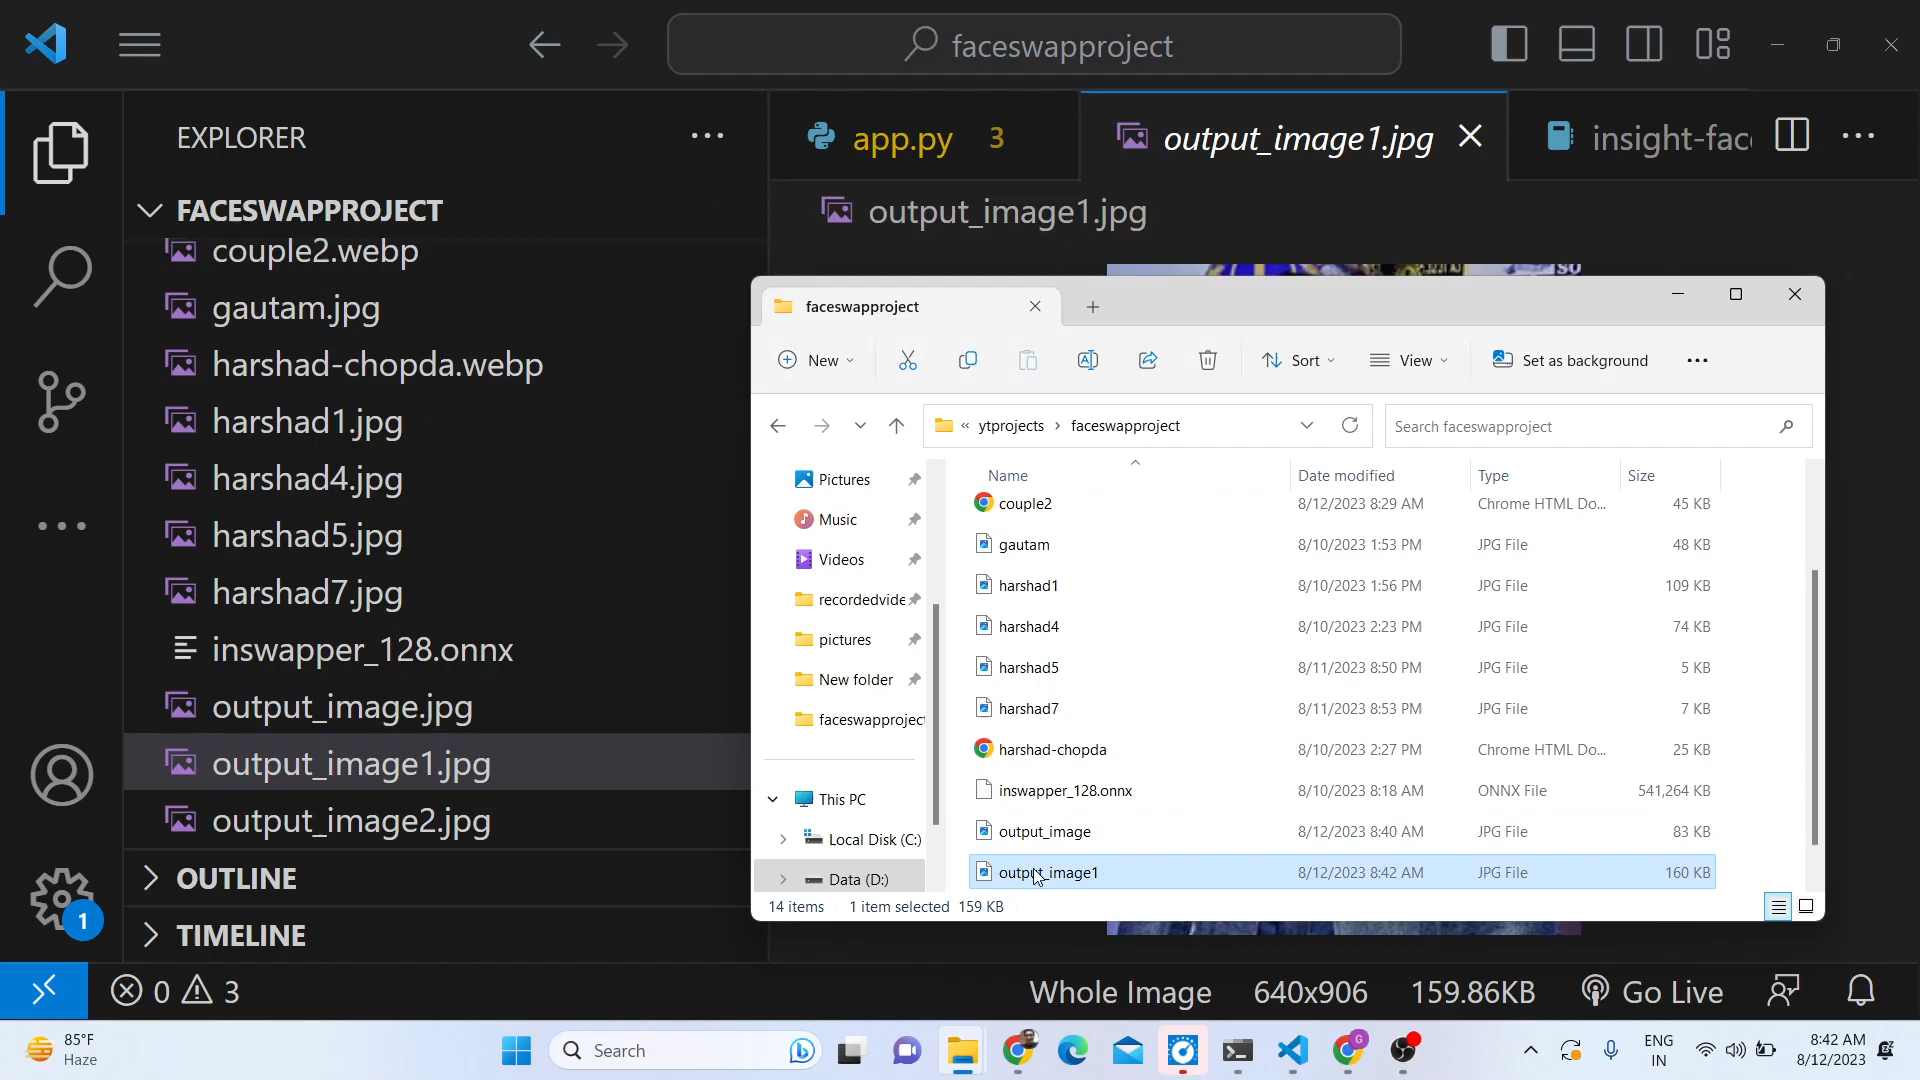 faceswapproject
EXPLORER
FACESWAPPROJECT
couple2.webp
gautam.jpg
harshad-chopda.webp
harshad1.jpg
harshad4.jpg
harshad5.jpg
harshad7.jpg
inswapper_128.onnx
output_image.jpg
output_image1.jpg
output_image2.jpg
OUTLINE
TIMELINE
1
app.py 3
output_image1.jpg
insight-fac
output_image1.jpg
faceswapproject
New
Sort
View
Set as background
« ytprojects > faceswapproject
Search faceswapproject
Pictures
Music
Videos
recordedvide
pictures
New folder
faceswapproject
This PC
Local Disk (C:)
Data (D:)
Name Date modified Type Size
couple2 8/12/2023 8:29 AM Chrome HTML Do... 45 KB
gautam 8/10/2023 1:53 PM JPG File 48 KB
harshad1 8/10/2023 1:56 PM JPG File 109 KB
harshad4 8/10/2023 2:23 PM JPG File 74 KB
harshad5 8/11/2023 8:50 PM JPG File 5 KB
harshad7 8/11/2023 8:53 PM JPG File 7 KB
harshad-chopda 8/10/2023 2:27 PM Chrome HTML Do... 25 KB
inswapper_128.onnx 8/10/2023 8:18 AM ONNX File 541,264 KB
output_image 8/12/2023 8:40 AM JPG File 83 KB
output_image1 8/12/2023 8:42 AM JPG File 160 KB
14 items 1 item selected 159 KB
0 3
Whole Image 640x906 159.86KB Go Live
85°F
Haze
Search
ENG
IN
8:42 AM
8/12/2023